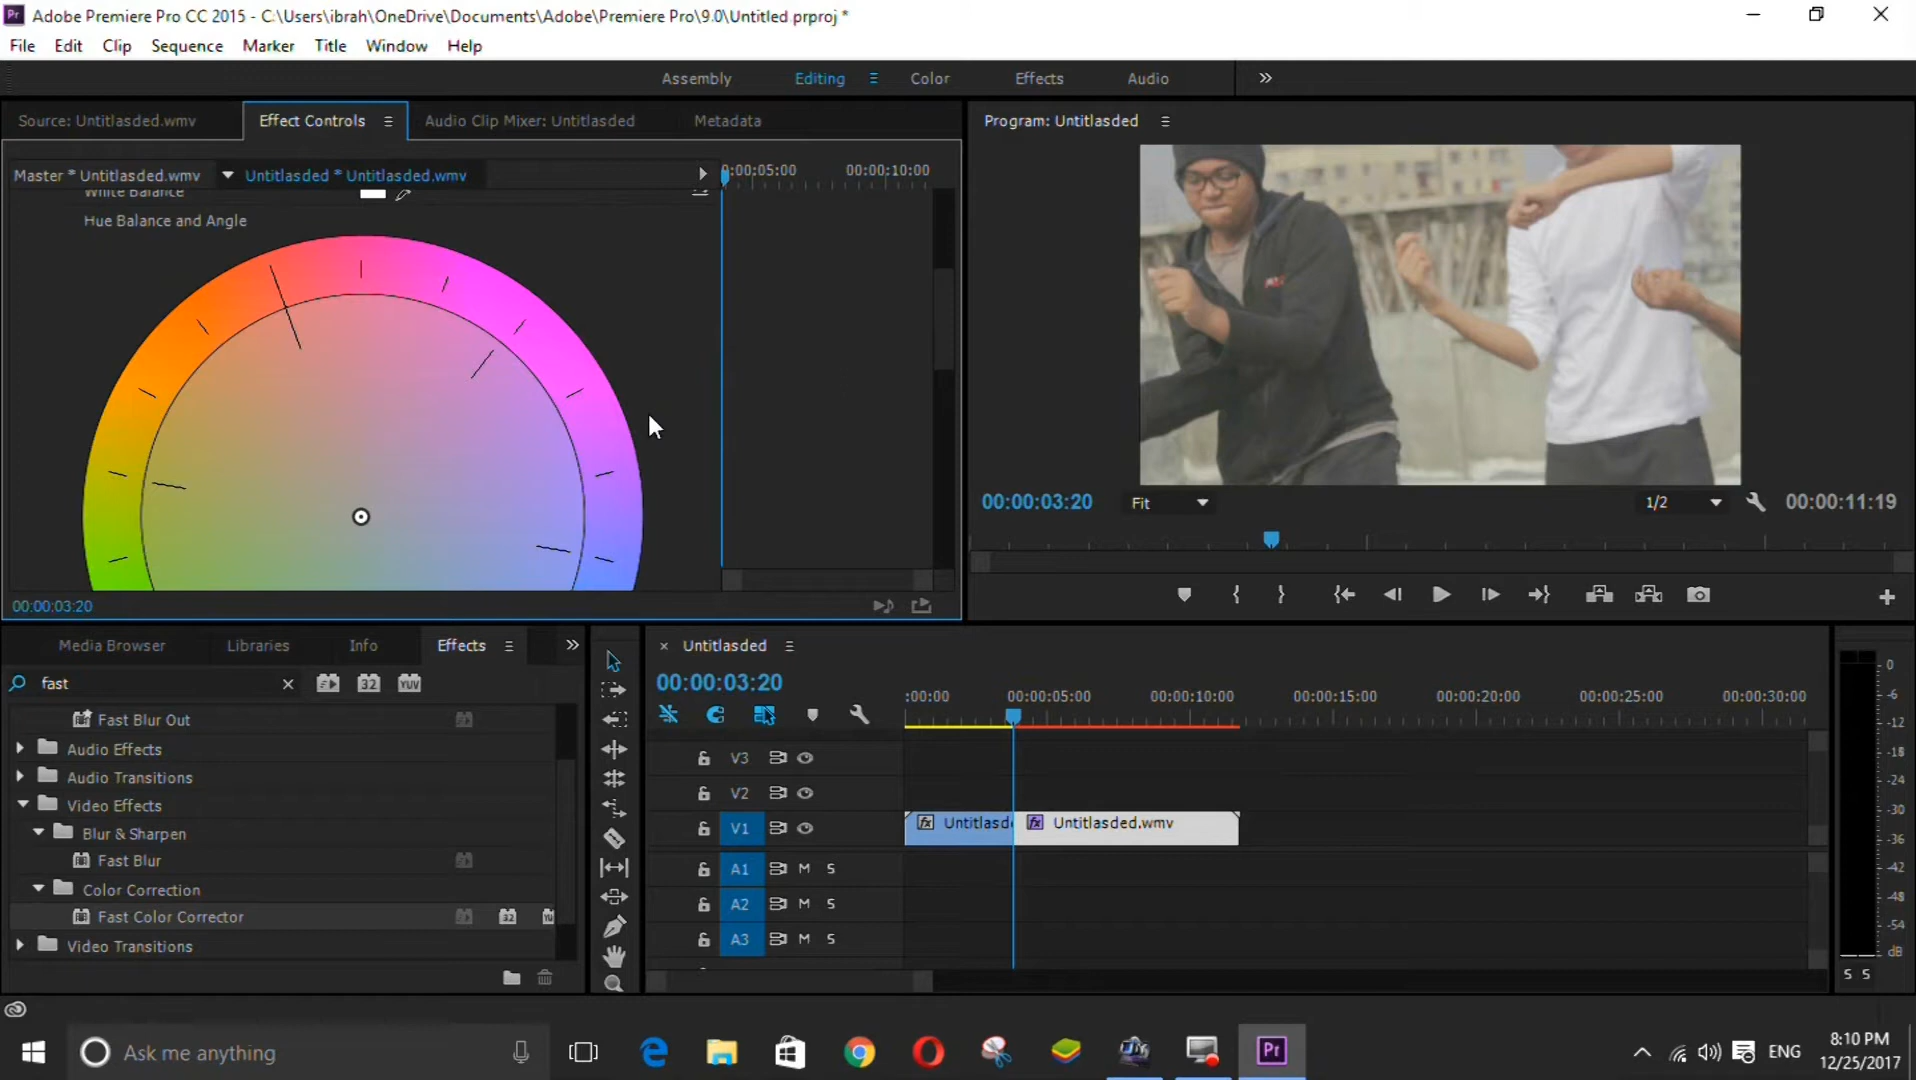 Pr Adobe Premiere Pro CC 2015 - C:\Users\ibrah\OneDrive\Documents\Adobe\Premiere Pro\9.0\Untitled.prproj *
File Edit Clip Sequence Marker Title Window Help
Assembly Editing Color Effects Audio
Source: Untitlasded.wmv Effect Controls Audio Clip Mixer: Untitlasded Metadata
Program: Untitlasded
Master * Untitlasded.wmv Untitlasded * Untitlasded.wmv
:00:05:00 00:00:10:00
White Balance
Hue Balance and Angle
00:00:03:20 Fit 1/2 00:00:11:19
00:00:03:20
Media Browser Libraries Info Effects
fast 32 YUV
Fast Blur Out
Audio Effects
Audio Transitions
Video Effects
Blur & Sharpen
Fast Blur
Color Correction
Fast Color Corrector 32
Video Transitions
× Untitlasded
00:00:03:20
:00:00 00:00:05:00 00:00:10:00 00:00:15:00 00:00:20:00 00:00:25:00 00:00:30:00
V3
V2
V1 fx Untitlasd fx Untitlasded.wmv
A1 M S
A2 M S
A3 M S
0
-6
-12
-18
-24
-30
-36
-42
-48
-54
dB
S S
Ask me anything
Pr
ENG
8:10 PM
12/25/2017